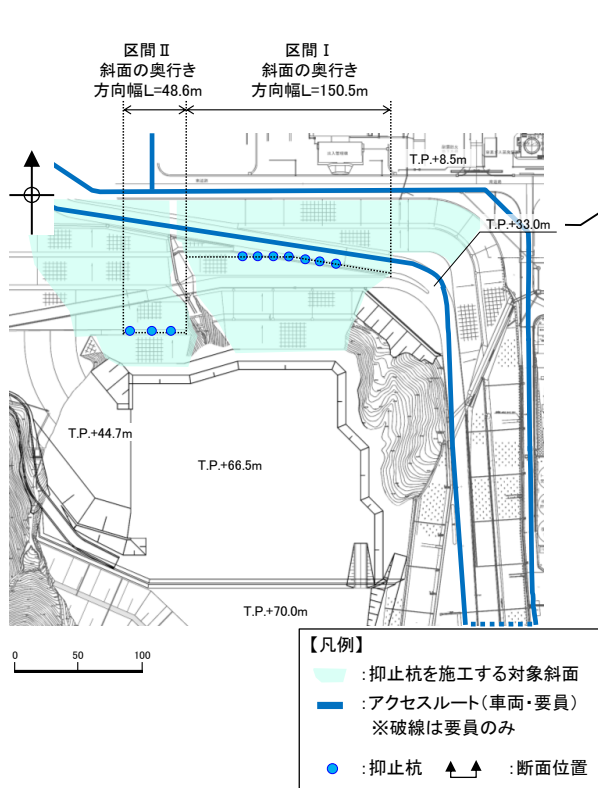 区間Ⅱ
斜面の奥行き
方向幅L=48.6m
区間Ⅰ
斜面の奥行き
方向幅L=150.5m
T.P.+8.5m
T.P.+33.0m
T.P.+44.7m
T.P.+66.5m
T.P.+70.0m
0 50 100
【凡例】
:抑止杭を施工する対象斜面
:アクセスルート(車両・要員)
※破線は要員のみ
:抑止杭 :断面位置